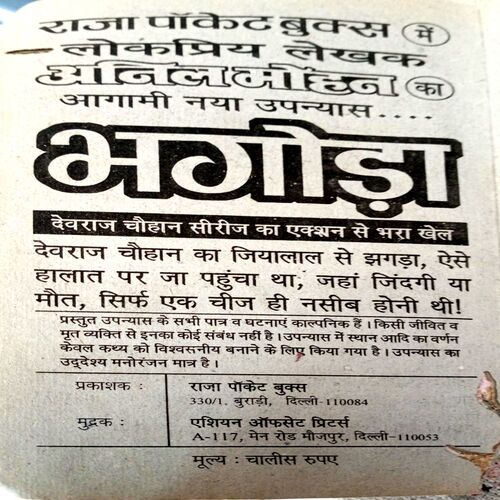 राजा पॉकेट बुक्स में
लोकप्रिय लेखक
अनिल मोहन का
आगामी नया उपन्यास....
भगोड़ा
देवराज चौहान सीरीज का एक्शन से भरा खेल
देवराज चौहान का जियालाल से झगड़ा, ऐसे
हालात पर जा पहुंचा था, जहां जिंदगी या
मौत, सिर्फ एक चीज ही नसीब होनी थी!
प्रस्तुत उपन्यास के सभी पात्र व घटनाएं काल्पनिक हैं । किसी जीवित व
मृत व्यक्ति से इनका कोई संबंध नहीं है । उपन्यास में स्थान आदि का वर्णन
केवल कथ्य को विश्वसनीय बनाने के लिए किया गया है । उपन्यास का
उद्देश्य मनोरंजन मात्र है ।
प्रकाशक : राजा पॉकेट बुक्स
330/1. बुराड़ी, दिल्ली-110084
मुद्रक : एशियन ऑफसेट प्रिटर्स
A-117, मेन रोड मीजपुर, दिल्ली-110053
मूल्य : चालीस रुपए